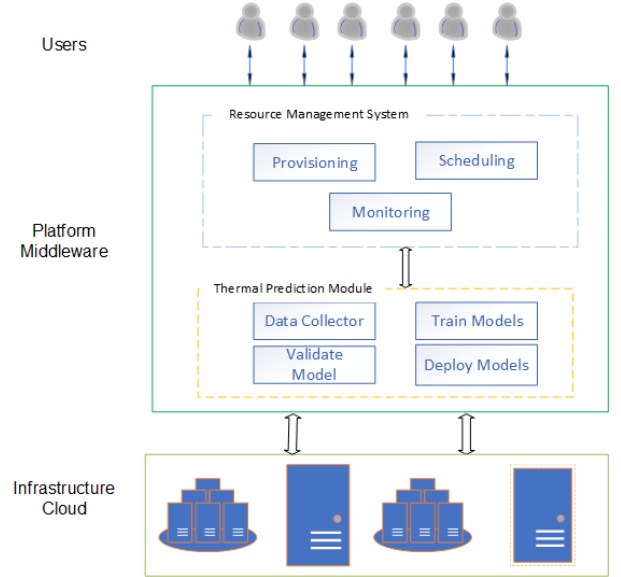 Users
Resource Management System
Provisioning
Scheduling
Monitoring
Platform
Middleware
Thermal Prediction Module
Data Collector
Train Models
Validate
Model
Deploy Models
Infrastructure
Cloud